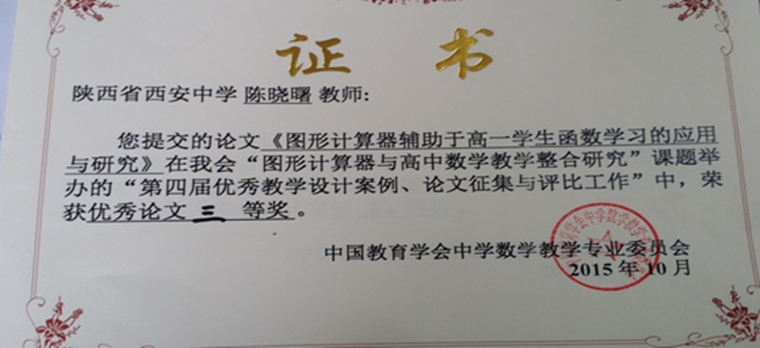 证 书
陕西省西安中学 陈晓曙 教师:
您提交的论文《图形计算器辅助于高一学生函数学习的应用
与研究》在我会“图形计算器与高中数学教学整合研究”课题举
办的“第四届优秀教学设计案例、论文征集与评比工作”中，荣
获优秀论文 三 等奖。
中国教育学会中学数学教学专业委员会
2015 年 10 月